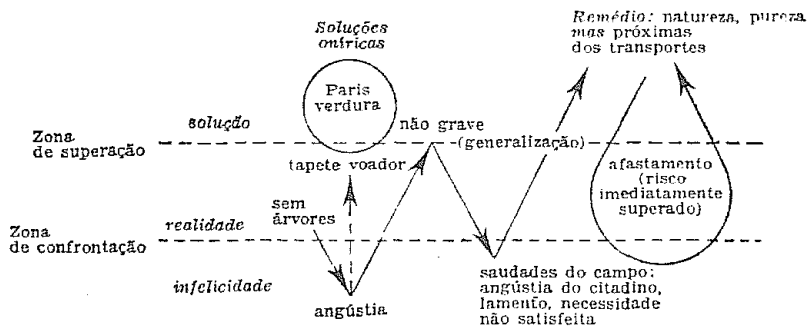 Soluções
oníricas
Remédio: natureza, pureza
mas próximas
dos transportes
Paris
verdura
solução
não grave
Zona
de superação
(generalização)
tapete voador
afastamento
(risco
imediatamente
superado)
sem
árvores
realidade
Zona
de confrontação
infelicidade
angústia
saudades do campo:
angústia do citadino,
lamento, necessidade
não satisfeita